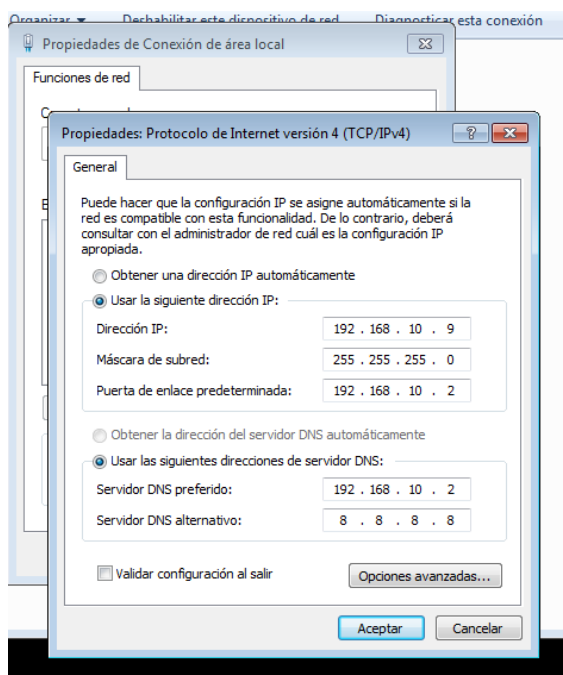 Organizar Deshabilitar este dispositivo de red Diagnosticar esta conexión
Propiedades de Conexión de área local
Funciones de red
Propiedades: Protocolo de Internet versión 4 (TCP/IPv4)
General
Puede hacer que la configuración IP se asigne automáticamente si la
red es compatible con esta funcionalidad. De lo contrario, deberá
consultar con el administrador de red cuál es la configuración IP
apropiada.
Obtener una dirección IP automáticamente
Usar la siguiente dirección IP:
Dirección IP: 192 . 168 . 10 . 9
Máscara de subred: 255 . 255 . 255 . 0
Puerta de enlace predeterminada: 192 . 168 . 10 . 2
Obtener la dirección del servidor DNS automáticamente
Usar las siguientes direcciones de servidor DNS:
Servidor DNS preferido: 192 . 168 . 10 . 2
Servidor DNS alternativo: 8 . 8 . 8 . 8
Validar configuración al salir
Opciones avanzadas...
Aceptar Cancelar